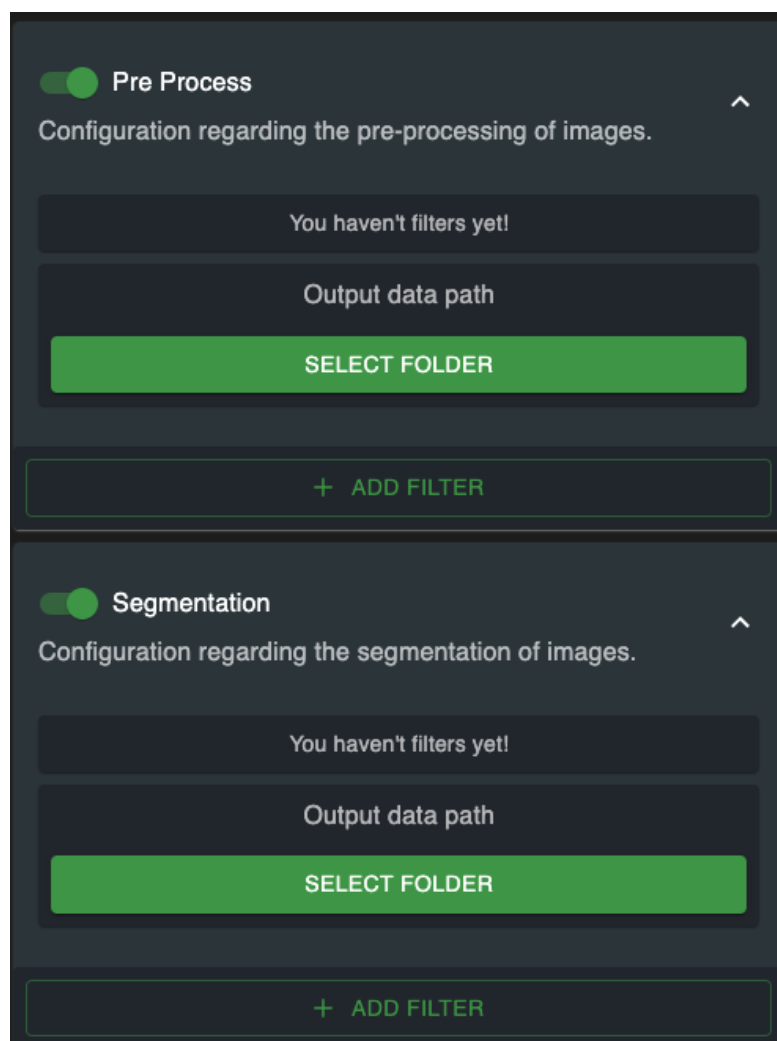 Pre Process
Configuration regarding the pre-processing of images.
You haven't filters yet!
Output data path
SELECT FOLDER
+ ADD FILTER
Segmentation
Configuration regarding the segmentation of images.
You haven't filters yet!
Output data path
SELECT FOLDER
+ ADD FILTER